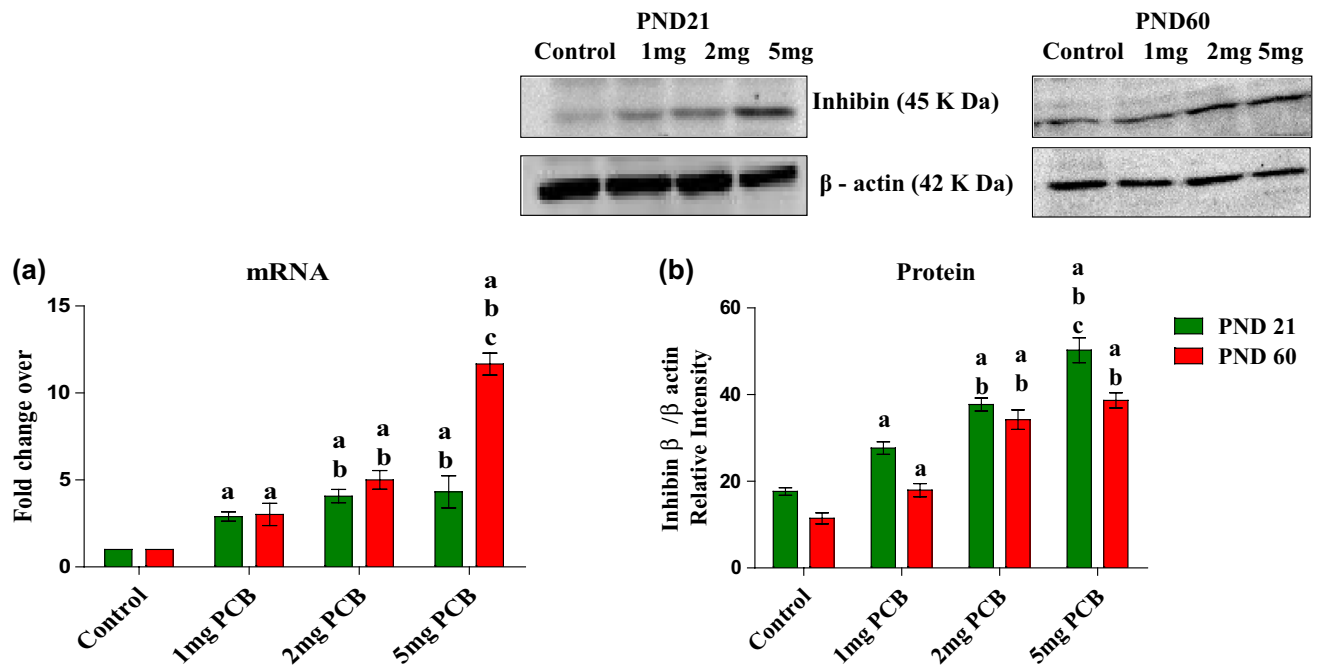 PND21
Control 1mg 2mg 5mg
Inhibin (45 K Da)
β - actin (42 K Da)
PND60
Control 1mg 2mg 5mg
(a)
mRNA
Fold change over
15
10
5
0
a
a
a
b
a
b
a
b
a
b
c
Control
1mg PCB
2mg PCB
5mg PCB
(b)
Protein
Inhibin β /β actin
Relative Intensity
60
40
20
0
a
a
a
b
a
b
a
b
c
a
b
Control
1mg PCB
2mg PCB
5mg PCB
PND 21
PND 60